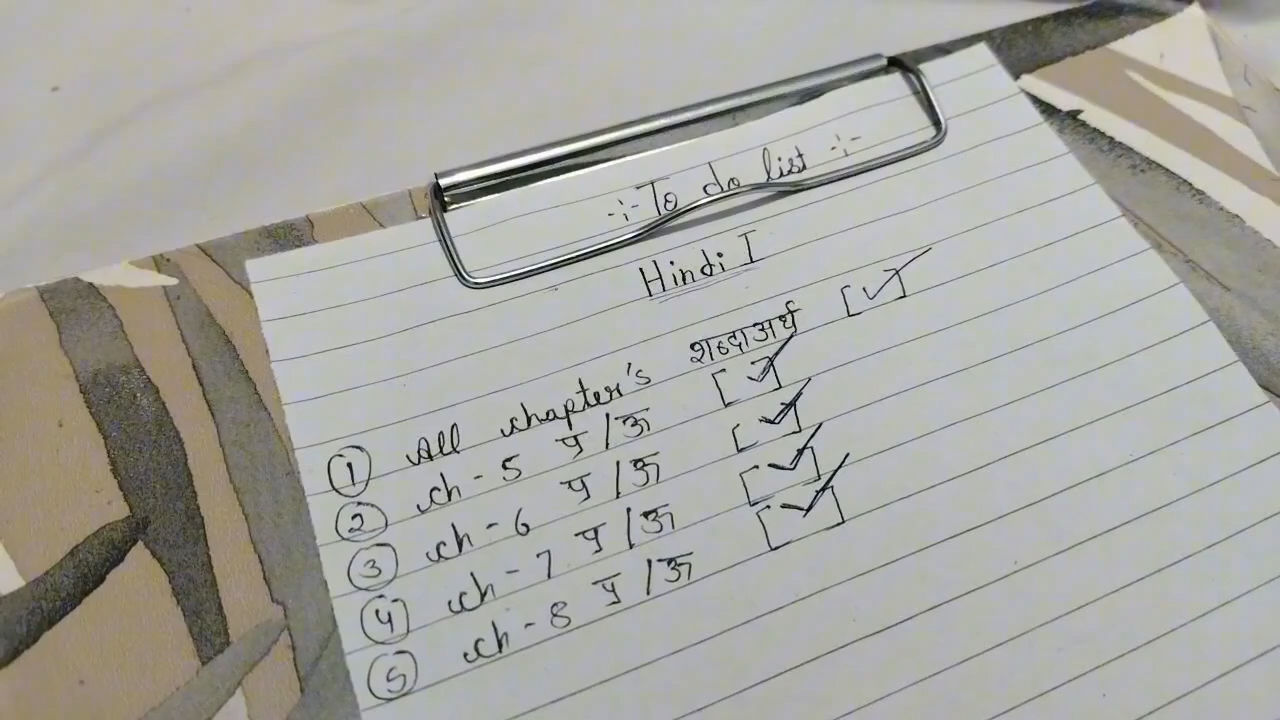 -:- To do list -:-
Hindi I
① All chapter's शब्दाअर्थ [✓]
② ch - 5 प्र /उ [✓]
③ ch - 6 प्र /उ [✓]
④ ch - 7 प्र /उ [✓]
⑤ ch - 8 प्र /उ [✓]